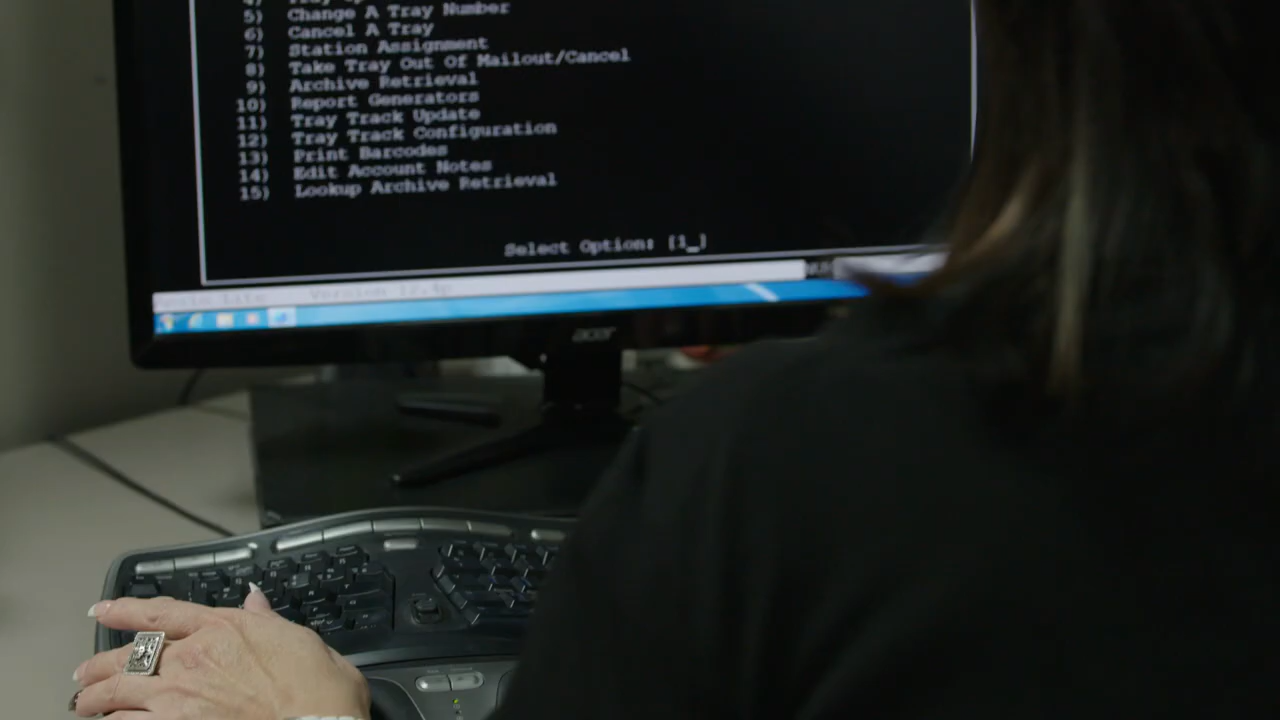 5) Change A Tray Number
6) Cancel A Tray
7) Station Assignment
8) Take Tray Out Of Mailout/Cancel
9) Archive Retrieval
10) Report Generators
11) Tray Track Update
12) Tray Track Configuration
13) Print Barcodes
14) Edit Account Notes
15) Lookup Archive Retrieval
Select Option: [1_]
Version
acer